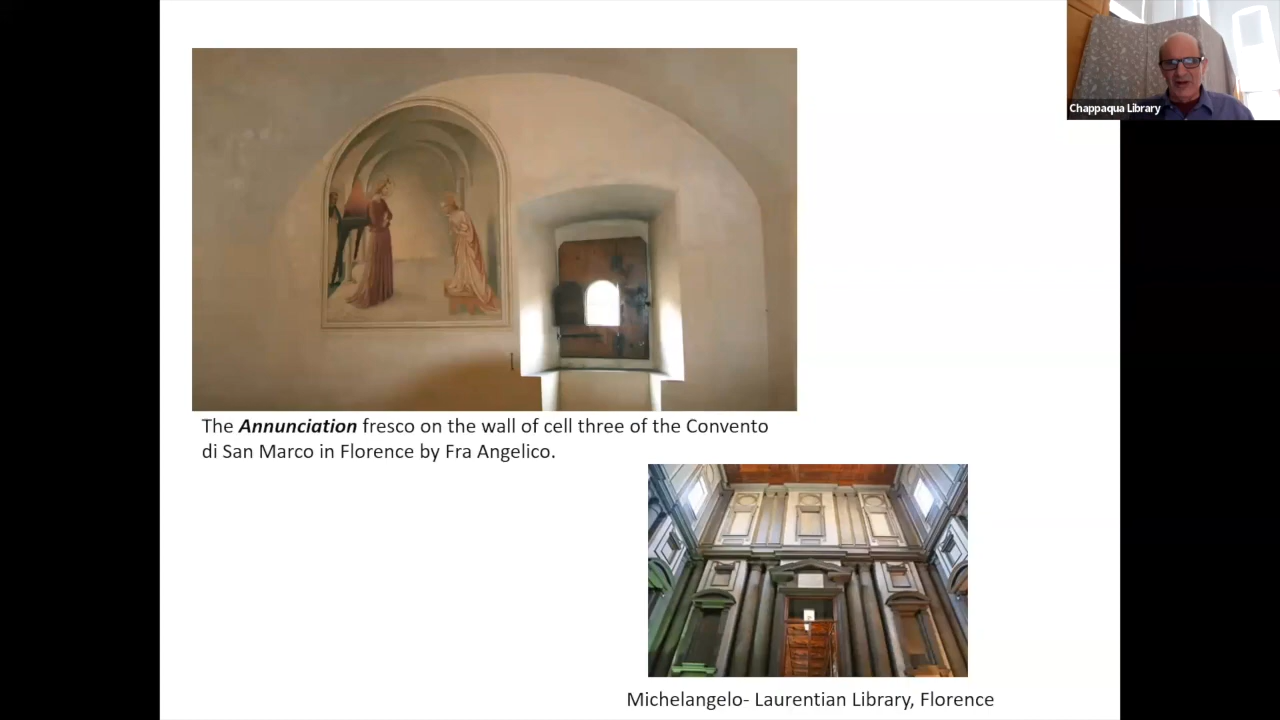 Chappaqua Library
The Annunciation fresco on the wall of cell three of the Convento
di San Marco in Florence by Fra Angelico.
Michelangelo- Laurentian Library, Florence